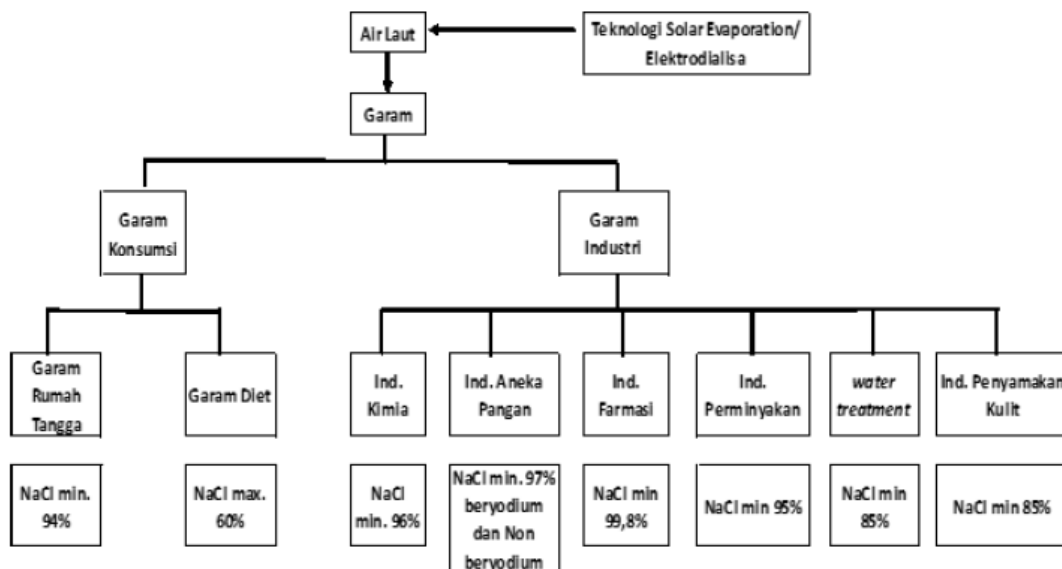 Air Laut
Teknologi Solar Evaporation/
Elektrodialisa
Garam
Garam
Konsumsi
Garam
Industri
Garam
Rumah
Tangga
Garam Diet
Ind.
Kimia
Ind. Aneka
Pangan
Ind.
Farmasi
Ind.
Perminyakan
water
treatment
Ind. Penyamakan
Kulit
NaCl min.
94%
NaCl max.
60%
NaCl
min. 96%
NaCl min. 97%
beryodium
dan Non
beryodium
NaCl min
99,8%
NaCl min 95%
NaCl min
85%
NaCl min 85%